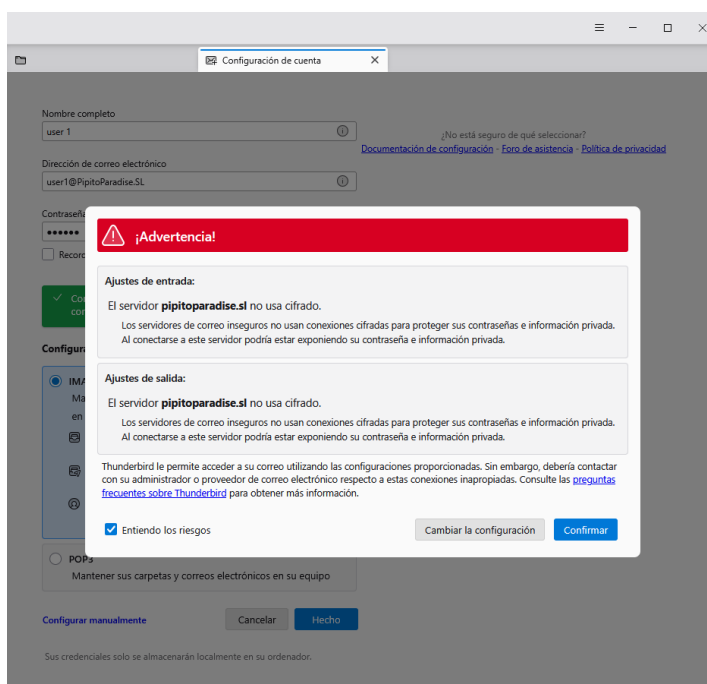 Configuración de cuenta
Nombre completo
user 1
¿No está seguro de qué seleccionar?
Documentación de configuración - Foro de asistencia - Política de privacidad
Dirección de correo electrónico
user1@PipitoParadise.SL
Contraseña
¡Advertencia!
Ajustes de entrada:
El servidor pipitoparadise.sl no usa cifrado.
Los servidores de correo inseguros no usan conexiones cifradas para proteger sus contraseñas e información privada.
Al conectarse a este servidor podría estar exponiendo su contraseña e información privada.
Ajustes de salida:
El servidor pipitoparadise.sl no usa cifrado.
Los servidores de correo inseguros no usan conexiones cifradas para proteger sus contraseñas e información privada.
Al conectarse a este servidor podría estar exponiendo su contraseña e información privada.
Thunderbird le permite acceder a su correo utilizando las configuraciones proporcionadas. Sin embargo, debería contactar
con su administrador o proveedor de correo electrónico respecto a estas conexiones inapropiadas. Consulte las preguntas
frecuentes sobre Thunderbird para obtener más información.
Entiendo los riesgos
Cambiar la configuración
Confirmar
en
POP3
Mantener sus carpetas y correos electrónicos en su equipo
Configurar manualmente
Cancelar
Hecho
Sus credenciales solo se almacenarán localmente en su ordenador.